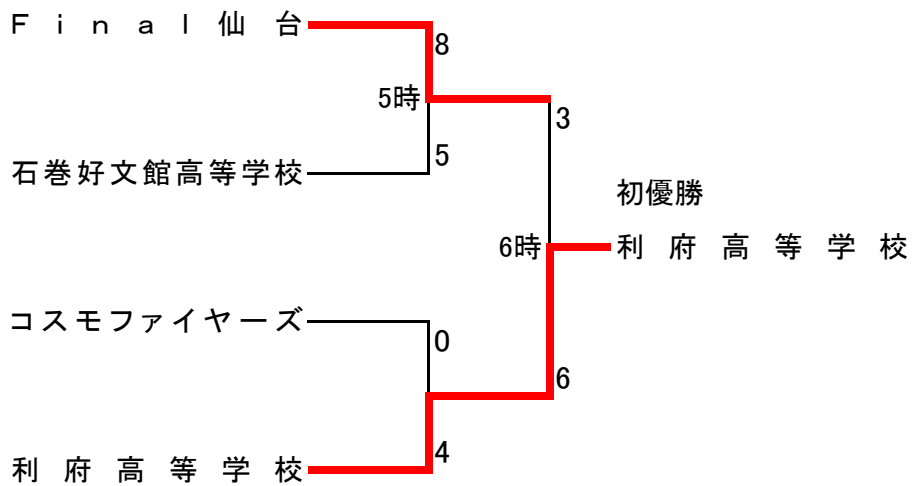 Ｆｉｎａｌ仙台
8
5時
3
5
石巻好文館高等学校
初優勝
6時
利府高等学校
コスモファイヤーズ
0
6
4
利府高等学校